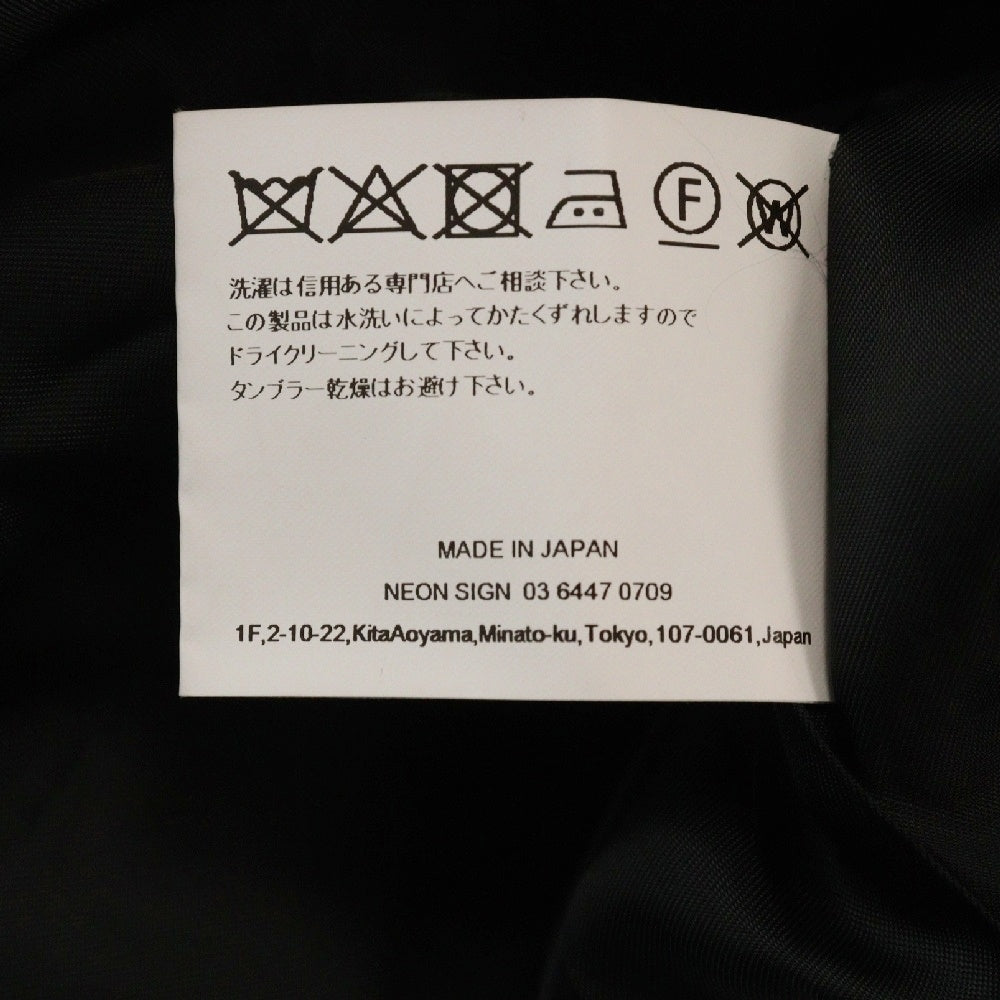 F W
洗濯は信用ある専門店へご相談下さい。
この製品は水洗いによってかたくずれしますので
ドライクリーニングして下さい。
タンブラー乾燥はお避け下さい。
MADE IN JAPAN
NEON SIGN 03 6447 0709
1F,2-10-22,KitaAoyama,Minato-ku,Tokyo,107-0061,Japan